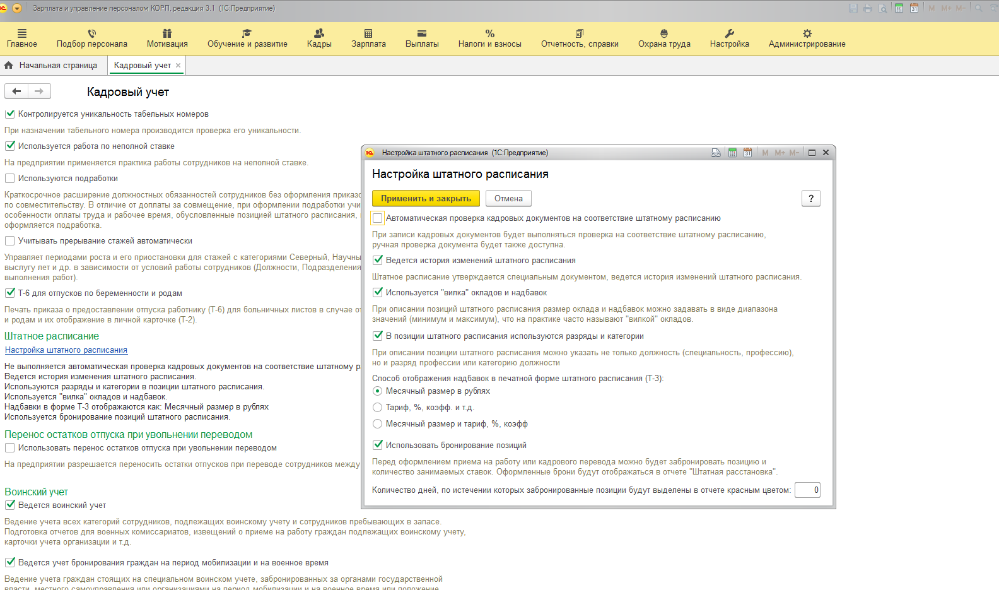 Зарплата и управление персоналом КОРП, редакция 3.1 (1С:Предприятие)
31 M M+ M-
Главное Подбор персонала Мотивация Обучение и развитие Кадры Зарплата Выплаты Налоги и взносы Отчетность, справки Охрана труда Настройка Администрирование
Начальная страница Кадровый учет
Кадровый учет
Контролируется уникальность табельных номеров
При назначении табельного номера производится проверка его уникальности.
Используется работа по неполной ставке
На предприятии применяется практика работы сотрудников на неполной ставке.
Используются подработки
Краткосрочное расширение должностных обязанностей сотрудников без оформления приказо
по совместительству. В отличие от доплаты за совмещение, при оформлении подработки учи
особенности оплаты труда и рабочее время, обусловленные позицией штатного расписания,
оформляется подработка.
Учитывать прерывание стажей автоматически
Управляет периодами роста и его приостановки для стажей с категориями Северный, Научны
выслугу лет и др. в зависимости от условий работы сотрудников (Должности, Подразделения
выполнения работ).
Т-6 для отпусков по беременности и родам
Печать приказа о предоставлении отпуска работнику (Т-6) для больничных листов в случае от
и родам и их отображение в личной карточке (Т-2).
Штатное расписание
Настройка штатного расписания
Не выполняется автоматическая проверка кадровых документов на соответствие штатному р
Ведется история изменения штатного расписания.
Используются разряды и категории в позиции штатного расписания.
Используется "вилка" окладов и надбавок.
Надбавки в форме Т-3 отображаются как: Месячный размер в рублях
Используется бронирование позиций штатного расписания.
Перенос остатков отпуска при увольнении переводом
Использовать перенос остатков отпуска при увольнении переводом
На предприятии разрешается переносить остатки отпусков при переводе сотрудников между
Воинский учет
Ведется воинский учет
Ведение учета всех категорий сотрудников, подлежащих воинскому учету и сотрудников пребывающих в запасе.
Подготовка отчетов для военных комиссариатов, извещений о приеме на работу граждан подлежащих воинскому учету,
карточки учета организации и т.д.
Ведется учет бронирования граждан на период мобилизации и на военное время
Ведение учета граждан стоящих на специальном воинском учете, забронированных за органами государственной
власти, местного самоуправления или организациями на период мобилизации и на военное время или положение
Настройка штатного расписания (1С:Предприятие)
31 M M+ M-
Настройка штатного расписания
Применить и закрыть Отмена ?
Автоматическая проверка кадровых документов на соответствие штатному расписанию
При записи кадровых документов будет выполняться проверка на соответствие штатному расписанию,
ручная проверка документа будет также доступна.
Ведется история изменений штатного расписания
Штатное расписание утверждается специальным документом, ведется история изменений штатного расписания.
Используется "вилка" окладов и надбавок
При описании позиций штатного расписания размер оклада и надбавок можно задавать в виде диапазона
значений (минимум и максимум), что на практике часто называют "вилкой" окладов.
В позиции штатного расписания используются разряды и категории
При описании позиции штатного расписания можно указать не только должность (специальность, профессию),
но и разряд профессии или категорию должности
Способ отображения надбавок в печатной форме штатного расписания (Т-3):
Месячный размер в рублях
Тариф, %, коэфф. и т.д.
Месячный размер и тариф, %, коэфф
Использовать бронирование позиций
Перед оформлением приема на работу или кадрового перевода можно будет забронировать позицию и
количество занимаемых ставок. Оформленные брони будут отображаться в отчете "Штатная расстановка".
Количество дней, по истечении которых забронированные позиции будут выделены в отчете красным цветом: 0